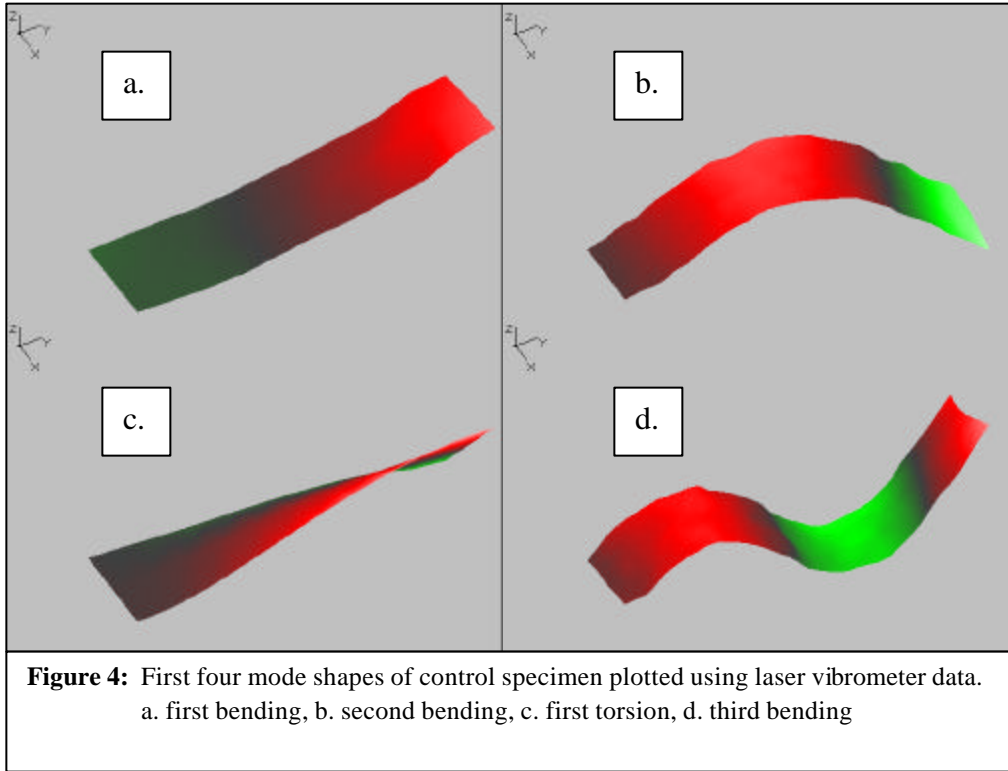 Z Y X
a.
Z Y X
b.
Z Y X
c.
Z Y X
d.
Figure 4: First four mode shapes of control specimen plotted using laser vibrometer data.
a. first bending, b. second bending, c. first torsion, d. third bending